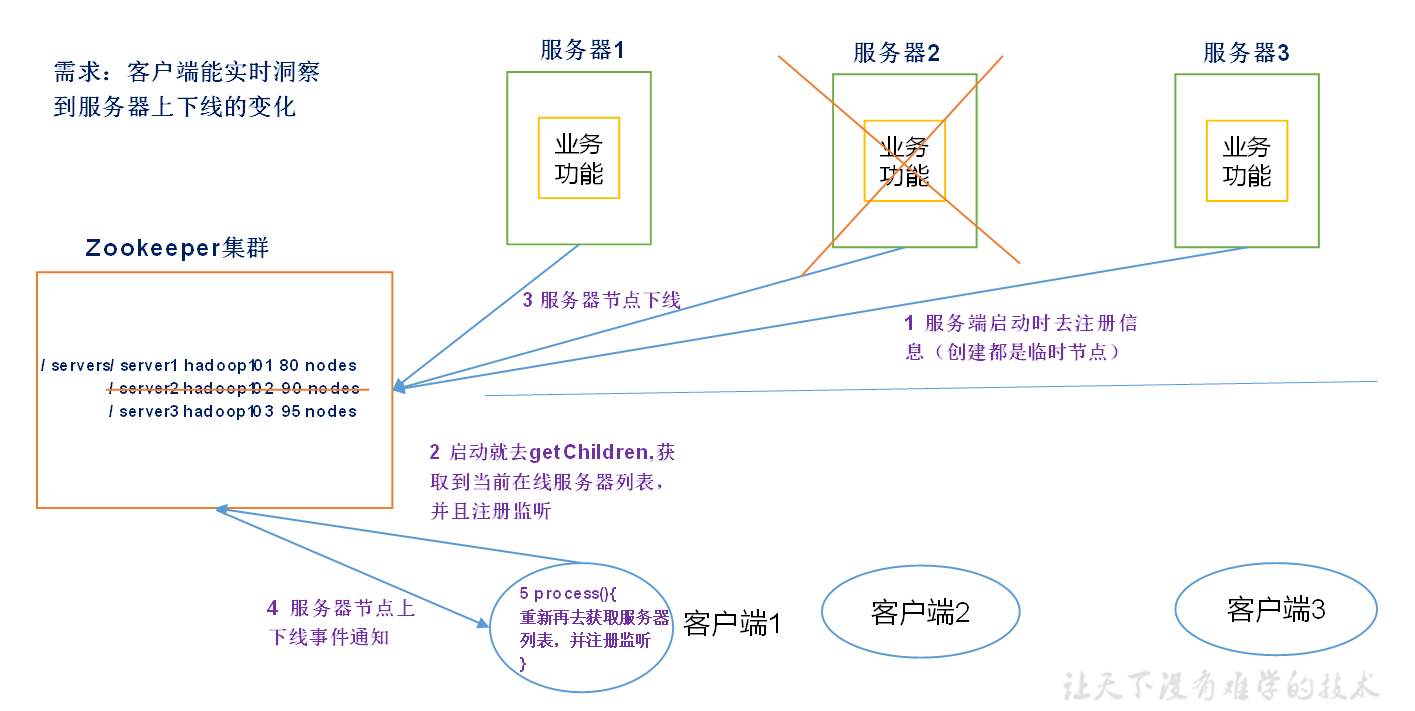 需求：客户端能实时洞察
到服务器上下线的变化
服务器1
服务器2
服务器3
业务
功能
业务
功能
业务
功能
Zookeeper集群
3 服务器节点下线
1 服务端启动时去注册信
息（创建都是临时节点）
/ servers/ server1 hadoop101 80 nodes
/ server2 hadoop102 90 nodes
/ server3 hadoop103 95 nodes
2 启动就去getChildren,获
取到当前在线服务器列表，
并且注册监听
4 服务器节点上
下线事件通知
5 process(){
重新再去获取服务器
列表，并注册监听
}
客户端1
客户端2
客户端3
让天下没有难学的技术